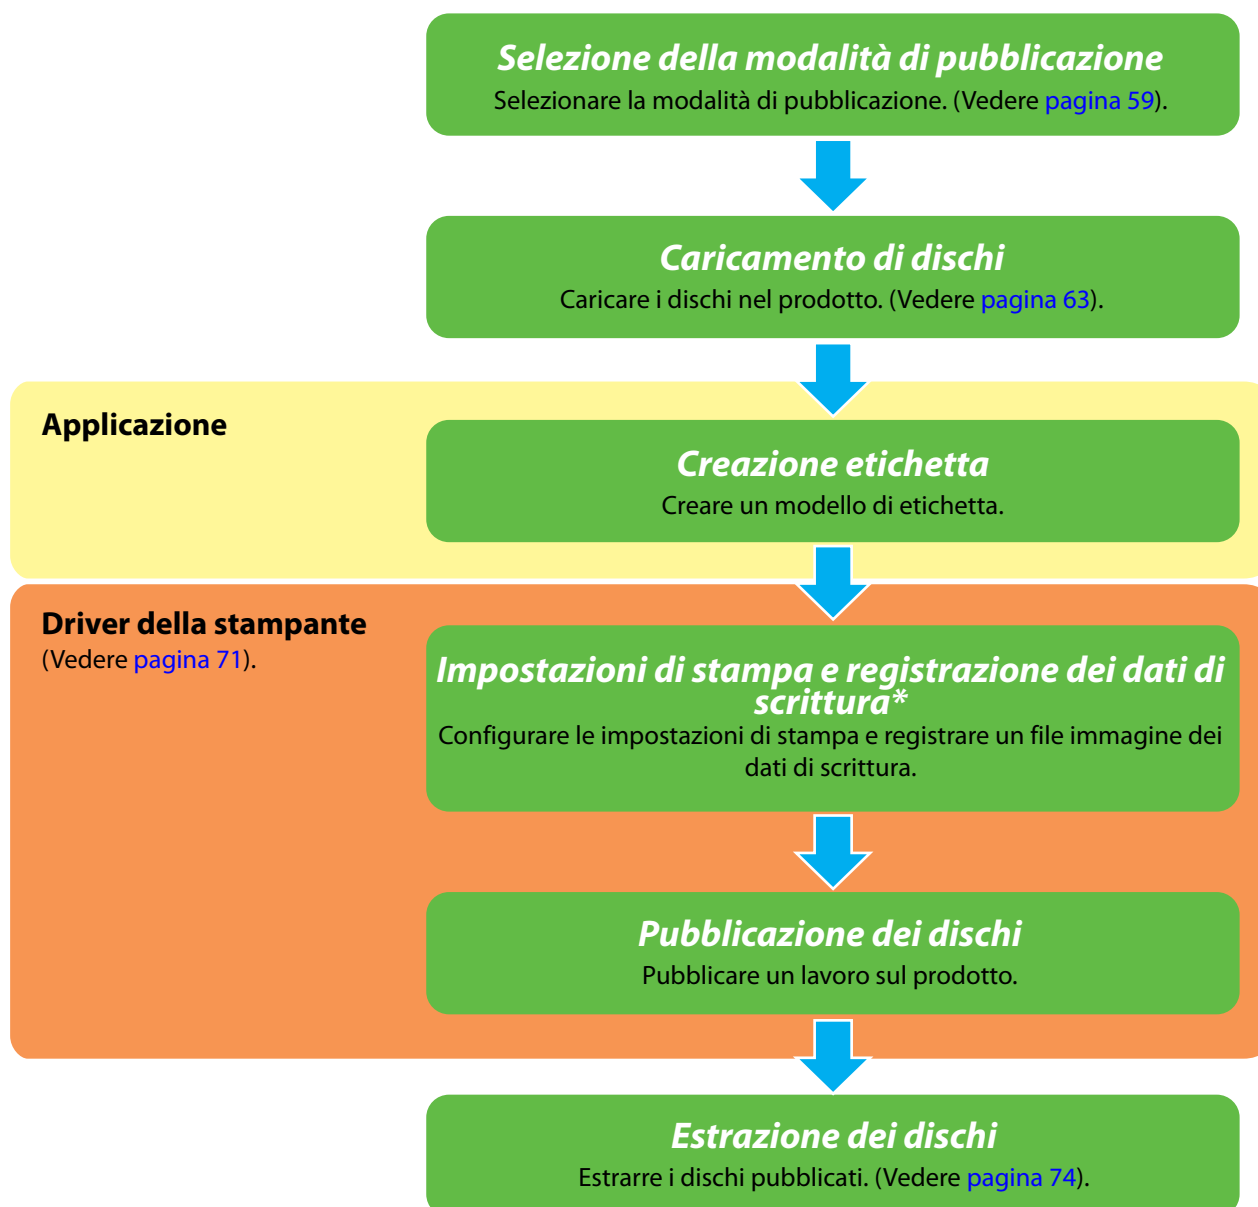 Selezione della modalità di pubblicazione
Selezionare la modalità di pubblicazione. (Vedere pagina 59).
Caricamento di dischi
Caricare i dischi nel prodotto. (Vedere pagina 63).
Applicazione
Creazione etichetta
Creare un modello di etichetta.
Driver della stampante
(Vedere pagina 71).
Impostazioni di stampa e registrazione dei dati di
scrittura*
Configurare le impostazioni di stampa e registrare un file immagine dei
dati di scrittura.
Pubblicazione dei dischi
Pubblicare un lavoro sul prodotto.
Estrazione dei dischi
Estrarre i dischi pubblicati. (Vedere pagina 74).